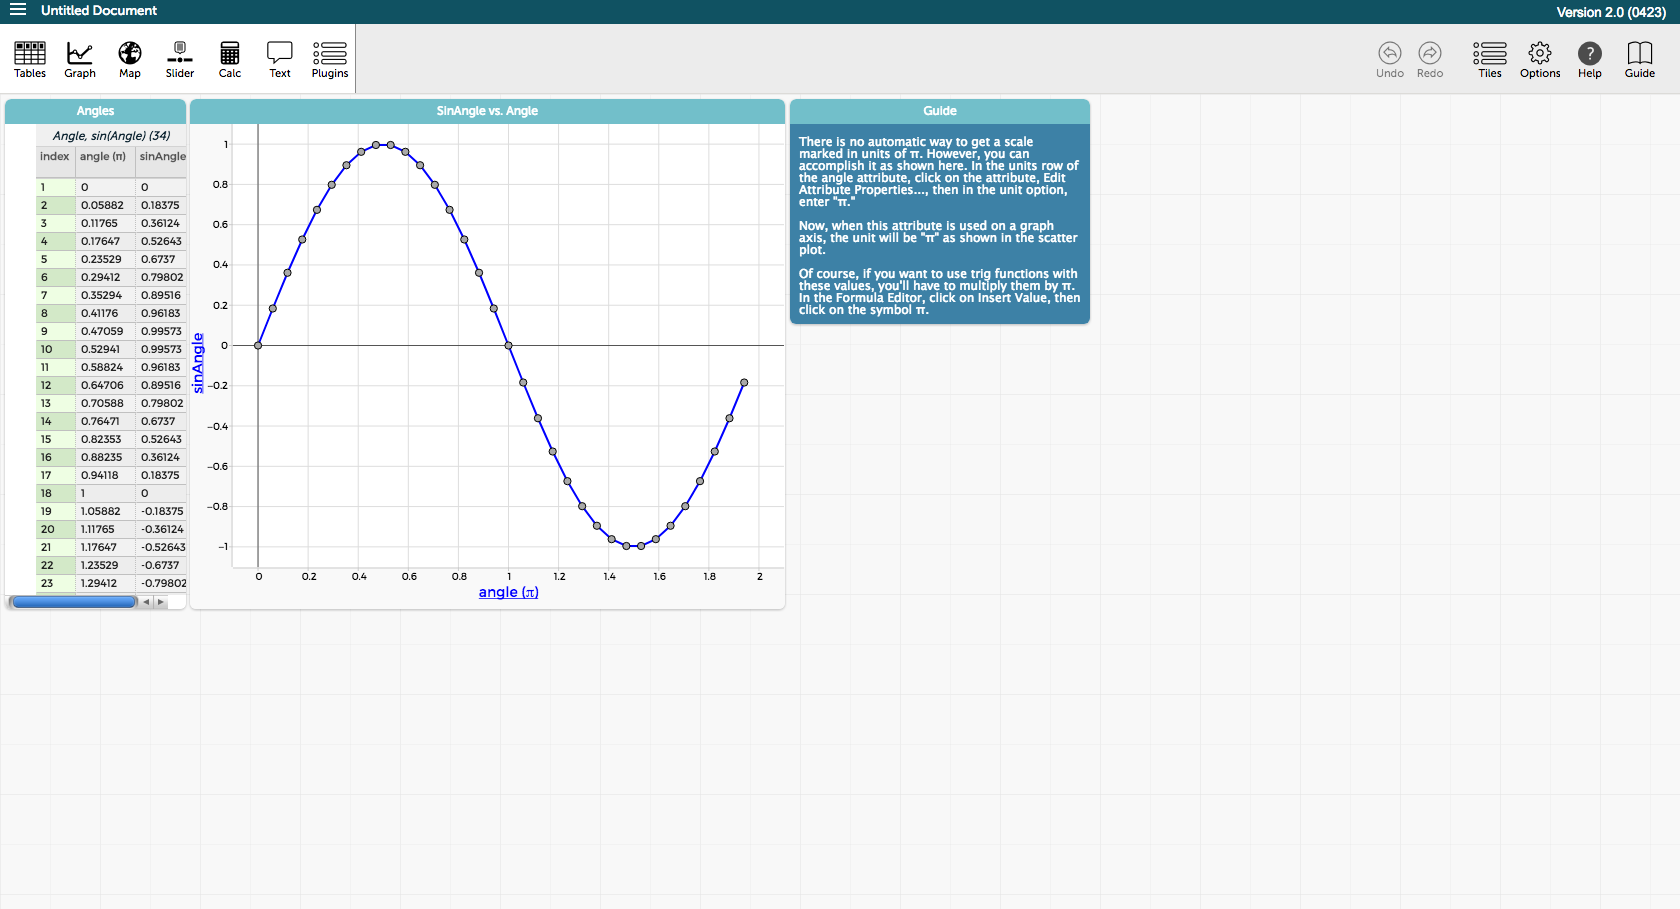 Untitled Document
Version 2.0 (0423)
Tables
Graph
Map
Slider
Calc
Text
Plugins
Undo
Redo
Tiles
Options
?
Help
Guide
Angles
Angle, sin(Angle) (34)
index angle (π) sinAngle
1 0 0
2 0.05882 0.18375
3 0.11765 0.36124
4 0.17647 0.52643
5 0.23529 0.6737
6 0.29412 0.79802
7 0.35294 0.89516
8 0.41176 0.96183
9 0.47059 0.99573
10 0.52941 0.99573
11 0.58824 0.96183
12 0.64706 0.89516
13 0.70588 0.79802
14 0.76471 0.6737
15 0.82353 0.52643
16 0.88235 0.36124
17 0.94118 0.18375
18 1 0
19 1.05882 -0.18375
20 1.11765 -0.36124
21 1.17647 -0.52643
22 1.23529 -0.6737
23 1.29412 -0.79802
SinAngle vs. Angle
1
0.8
0.6
0.4
0.2
0
−0.2
−0.4
−0.6
−0.8
−1
sinAngle
0 0.2 0.4 0.6 0.8 1 1.2 1.4 1.6 1.8 2
angle (π)
Guide
There is no automatic way to get a scale
marked in units of π. However, you can
accomplish it as shown here. In the units row of
the angle attribute, click on the attribute, Edit
Attribute Properties..., then in the unit option,
enter "π."
Now, when this attribute is used on a graph
axis, the unit will be "π" as shown in the scatter
plot.
Of course, if you want to use trig functions with
these values, you'll have to multiply them by π.
In the Formula Editor, click on Insert Value, then
click on the symbol π.